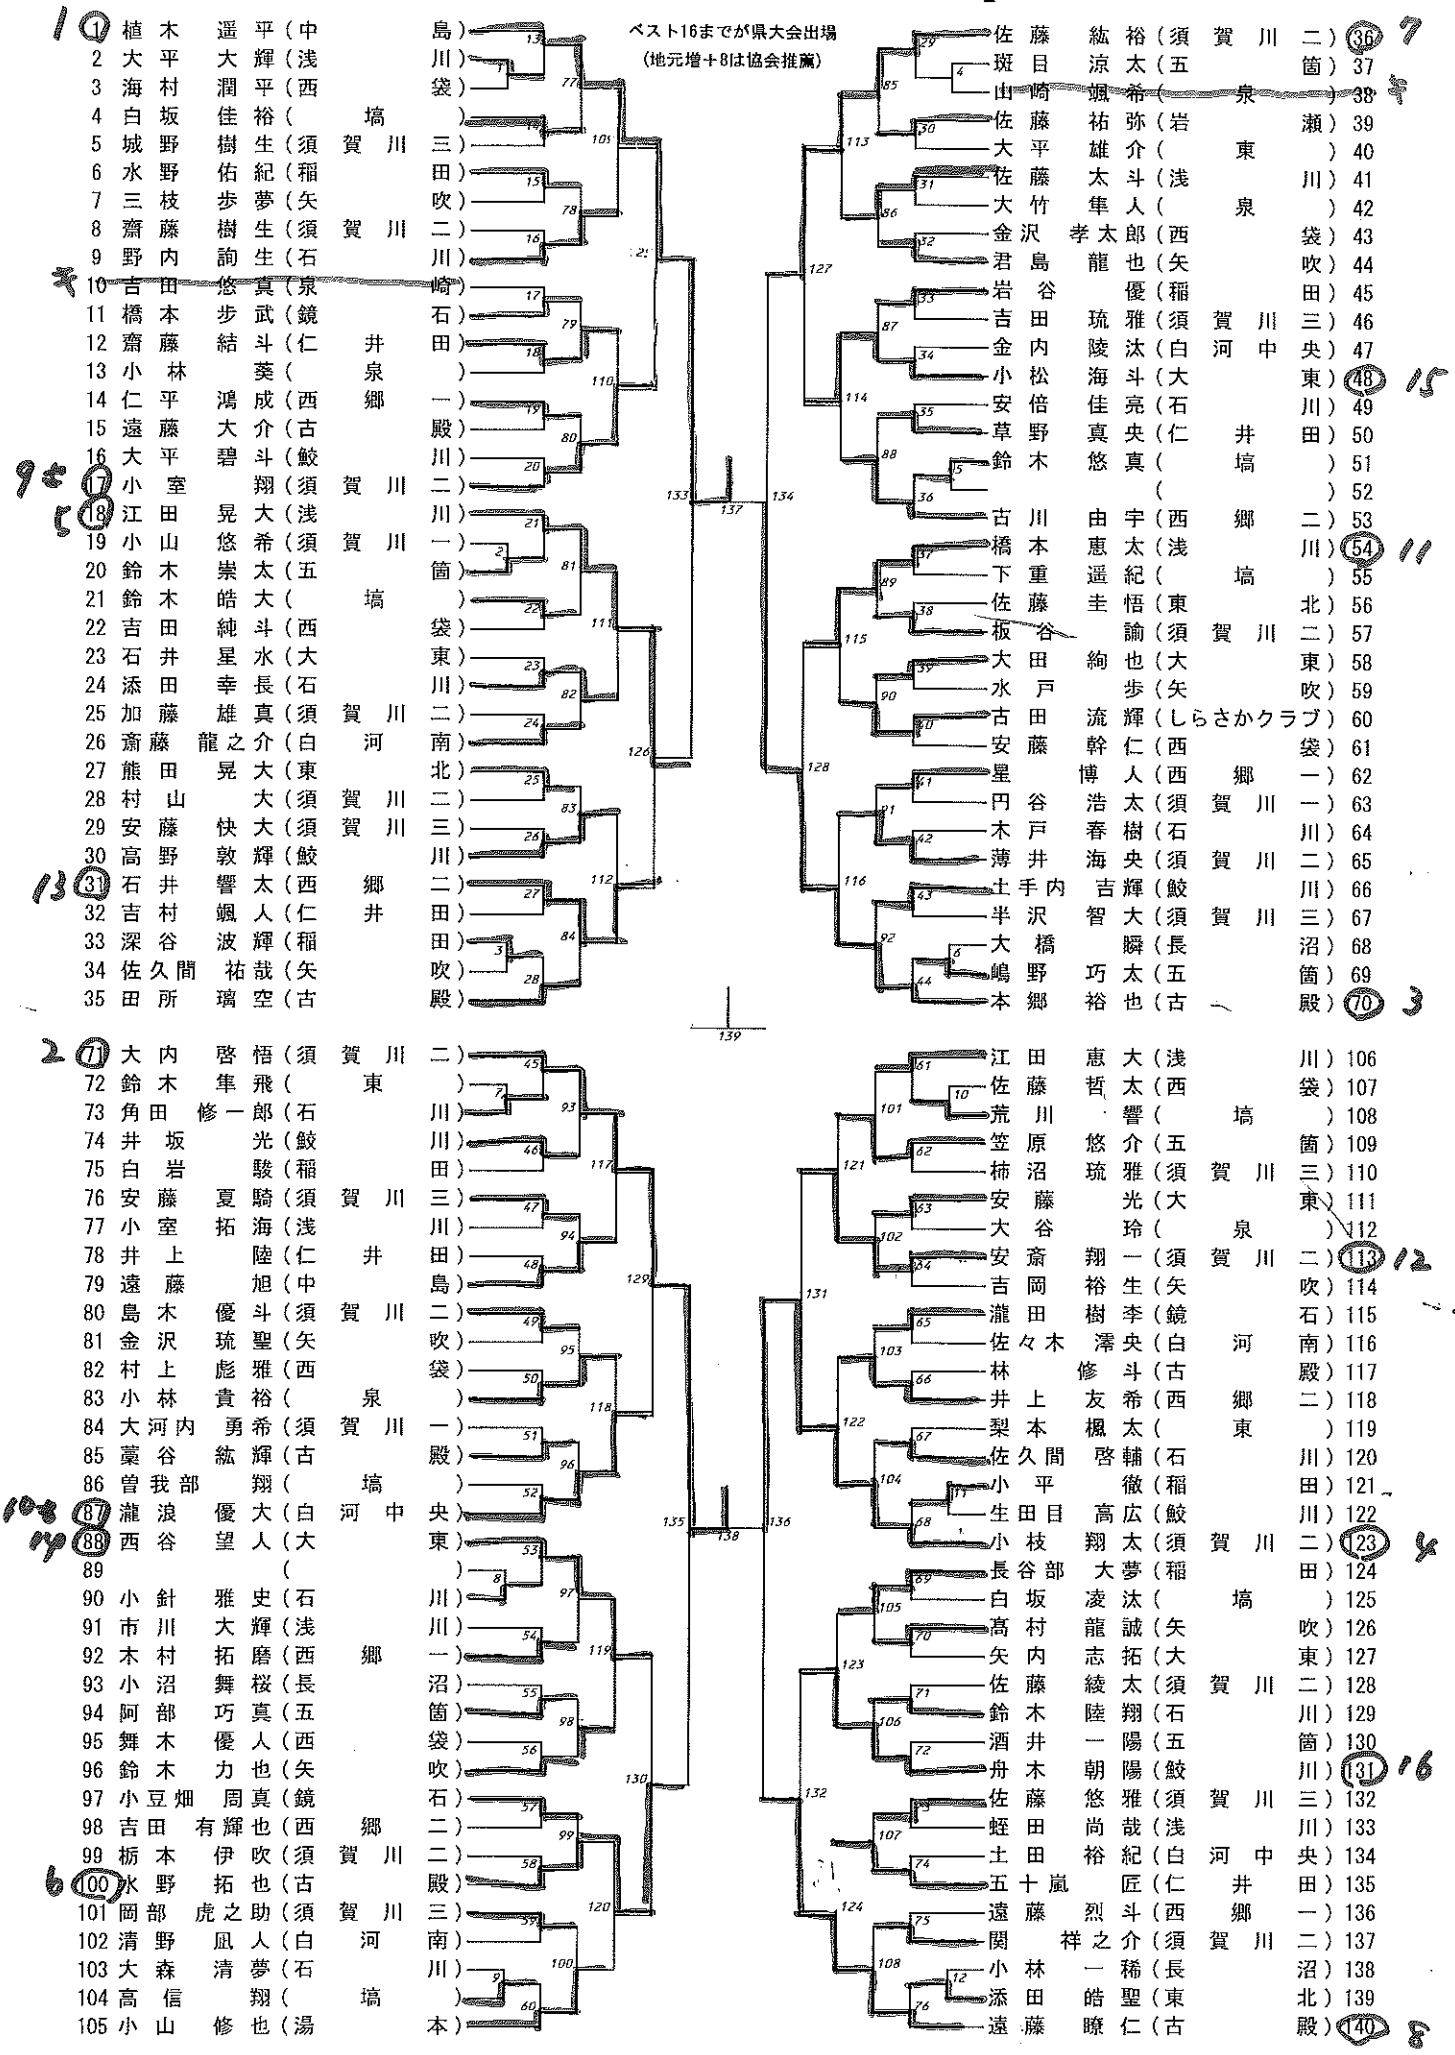 ベスト16までが県大会出場
(地元増+8は協会推薦)
1 ① 植木 遥平 (中島)
2 大平 大輝 (浅川)
3 海村 潤平 (西袋)
4 白坂 佳裕 (塙)
5 城野 樹生 (須賀川三)
6 水野 佑紀 (稲田)
7 三枝 歩夢 (矢吹)
8 齋藤 樹生 (須賀川二)
9 野内 詢生 (石川)
10 吉田 悠真 (泉崎)
11 橋本 歩武 (鏡石)
12 齋藤 結斗 (仁井田)
13 小林 葵 (泉)
14 仁平 鴻成 (西郷一)
15 遠藤 大介 (古殿)
16 大平 碧斗 (鮫川)
9 ⑰ 小室 翔 (須賀川二)
5 ⑱ 江田 晃大 (浅川)
19 小山 悠希 (須賀川一)
20 鈴木 崇太 (五箇)
21 鈴木 皓大 (塙)
22 吉田 純斗 (西袋)
23 石井 星水 (大東)
24 添田 幸長 (石川)
25 加藤 雄真 (須賀川二)
26 斎藤 龍之介 (白河南)
27 熊田 晃大 (東北)
28 村山 大 (須賀川二)
29 安藤 快大 (須賀川三)
30 高野 敦輝 (鮫川)
13 ㉛ 石井 響太 (西郷二)
32 吉村 颯人 (仁井田)
33 深谷 波輝 (稲田)
34 佐久間 祐哉 (矢吹)
35 田所 璃空 (古殿)
佐藤 紘裕 (須賀川二) ㊱ 7
斑目 涼太 (五箇) 37
山崎 颯希 (泉) 38
佐藤 祐弥 (岩瀬) 39
大平 雄介 (東) 40
佐藤 太斗 (浅川) 41
大竹 隼人 (泉) 42
金沢 孝太郎 (西袋) 43
君島 龍也 (矢吹) 44
岩谷 優 (稲田) 45
吉田 琉雅 (須賀川三) 46
金内 陵汰 (白河中央) 47
小松 海斗 (大東) ㊽ 15
安倍 佳亮 (石川) 49
草野 真央 (仁井田) 50
鈴木 悠真 (塙) 51
( ) 52
古川 由宇 (西郷二) 53
橋本 恵太 (浅川) 54 11
下重 遥紀 (塙) 55
佐藤 圭悟 (東北) 56
板谷 諭 (須賀川二) 57
大田 絢也 (大東) 58
水戸 歩 (矢吹) 59
古田 流輝 (しらさかクラブ) 60
安藤 幹仁 (西袋) 61
星 博人 (西郷一) 62
円谷 浩太 (須賀川一) 63
木戸 春樹 (石川) 64
薄井 海央 (須賀川二) 65
土手内 吉輝 (鮫川) 66
半沢 智大 (須賀川三) 67
大橋 瞬 (長沼) 68
嶋野 巧太 (五箇) 69
本郷 裕也 (古殿) 70 3
139
2 71 大内 啓悟 (須賀川二)
72 鈴木 隼飛 (東)
73 角田 修一郎 (石川)
74 井坂 光 (鮫川)
75 白岩 駿 (稲田)
76 安藤 夏騎 (須賀川三)
77 小室 拓海 (浅川)
78 井上 陸 (仁井田)
79 遠藤 旭 (中島)
80 島木 優斗 (須賀川二)
81 金沢 琉聖 (矢吹)
82 村上 彪雅 (西袋)
83 小林 貴裕 (泉)
84 大河内 勇希 (須賀川一)
85 藁谷 紘輝 (古殿)
86 曽我部 翔 (塙)
10 87 瀧浪 優大 (白河中央)
14 88 西谷 望人 (大東)
89 ( )
90 小針 雅史 (石川)
91 市川 大輝 (浅川)
92 木村 拓磨 (西郷一)
93 小沼 舞桜 (長沼)
94 阿部 巧真 (五箇)
95 舞木 優人 (西袋)
96 鈴木 力也 (矢吹)
97 小豆畑 周真 (鏡石)
98 吉田 有輝也 (西郷二)
99 栃本 伊吹 (須賀川二)
6 100 水野 拓也 (古殿)
101 岡部 虎之助 (須賀川三)
102 清野 凪人 (白河南)
103 大森 清夢 (石川)
104 高信 翔 (塙)
105 小山 修也 (湯本)
江田 恵大 (浅川) 106
佐藤 哲太 (西袋) 107
荒川 響 (塙) 108
笠原 悠介 (五箇) 109
柿沼 琉雅 (須賀川三) 110
安藤 光 (大東) 111
大谷 玲 (泉) 112
安斎 翔一 (須賀川二) 113 12
吉岡 裕生 (矢吹) 114
瀧田 樹李 (鏡石) 115
佐々木 澪央 (白河南) 116
林 修斗 (古殿) 117
井上 友希 (西郷二) 118
梨本 楓太 (東) 119
佐久間 啓輔 (石川) 120
小平 徹 (稲田) 121
生田目 高広 (鮫川) 122
小枝 翔太 (須賀川二) 123 4
長谷部 大夢 (稲田) 124
白坂 凌汰 (塙) 125
高村 龍誠 (矢吹) 126
矢内 志拓 (大東) 127
佐藤 綾太 (須賀川二) 128
鈴木 陸翔 (石川) 129
酒井 一陽 (五箇) 130
舟木 朝陽 (鮫川) 131 16
佐藤 悠雅 (須賀川三) 132
蛭田 尚哉 (浅川) 133
土田 裕紀 (白河中央) 134
五十嵐 匠 (仁井田) 135
遠藤 烈斗 (西郷一) 136
関 祥之介 (須賀川二) 137
小林 一稀 (長沼) 138
添田 皓聖 (東北) 139
遠藤 瞭仁 (古殿) 140 8